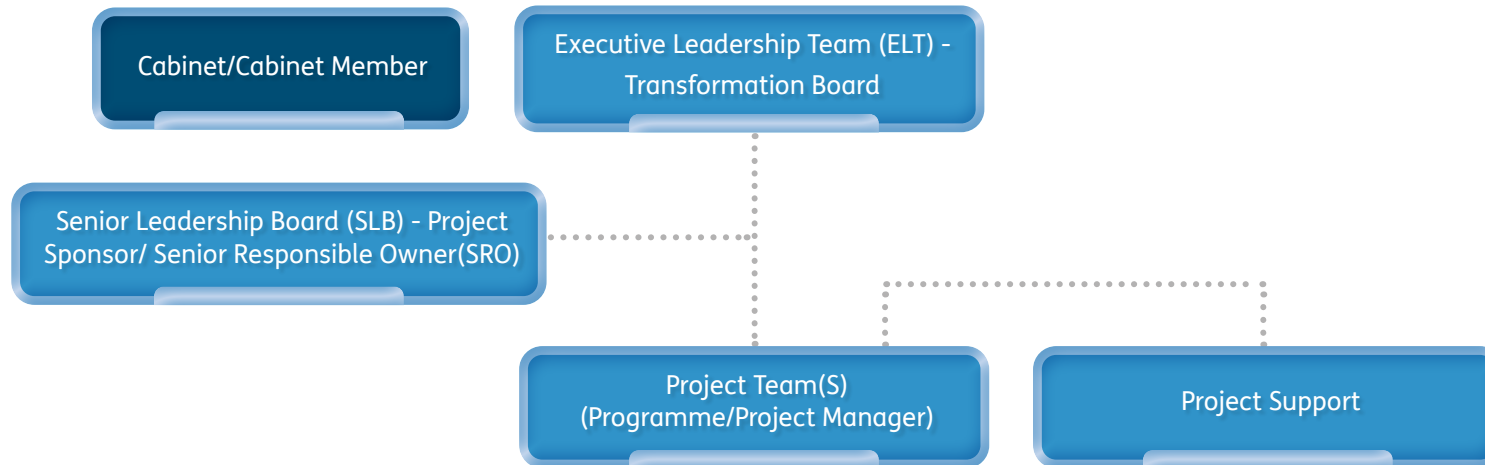 Cabinet/Cabinet Member
Executive Leadership Team (ELT) -
Transformation Board
Senior Leadership Board (SLB) - Project
Sponsor/ Senior Responsible Owner(SRO)
Project Team(S)
(Programme/Project Manager)
Project Support